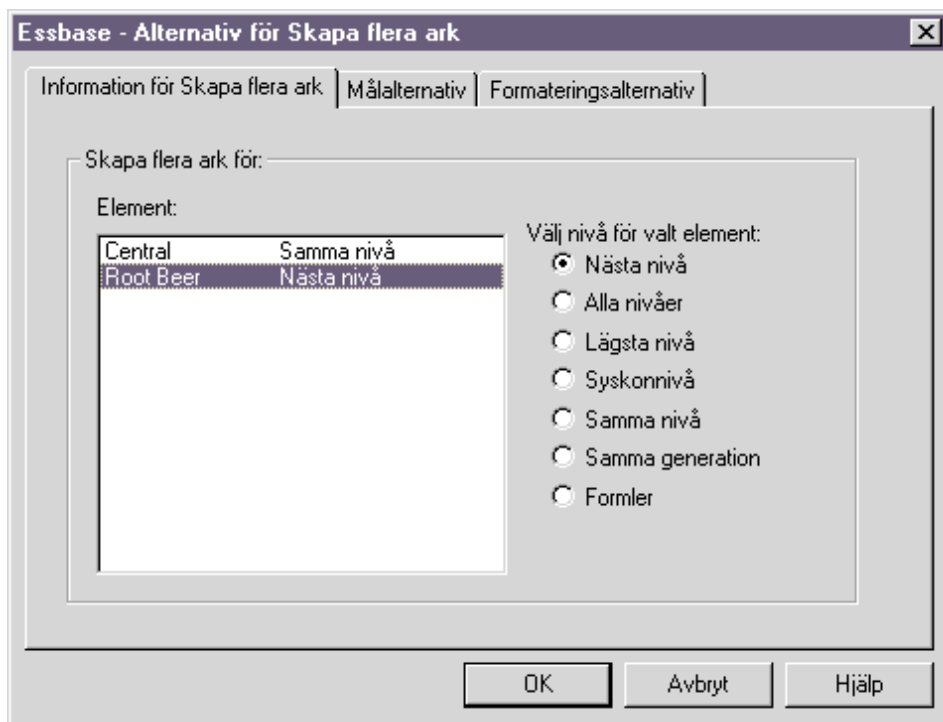 Essbase - Alternativ för Skapa flera ark
Information för Skapa flera ark Målalternativ Formateringsalternativ
Skapa flera ark för:
Element:
Central Samma nivå
Root Beer Nästa nivå
Välj nivå för valt element:
Nästa nivå
Alla nivåer
Lägsta nivå
Syskonnivå
Samma nivå
Samma generation
Formler
OK Avbryt Hjälp